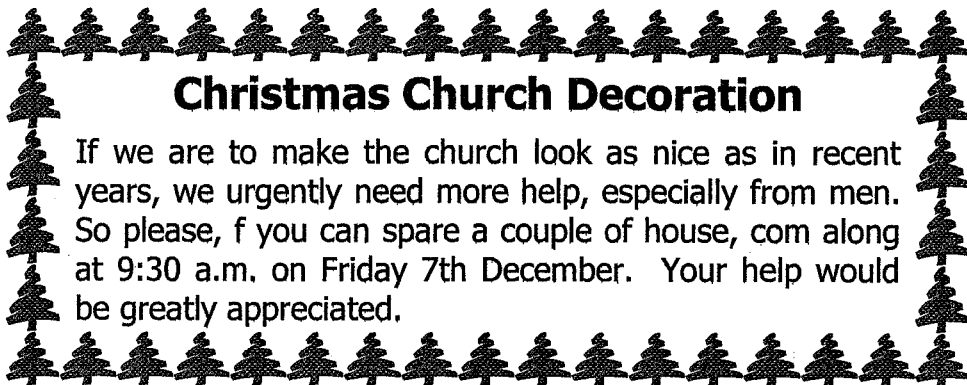 Christmas Church Decoration
If we are to make the church look as nice as in recent
years, we urgently need more help, especially from men.
So please, f you can spare a couple of house, com along
at 9:30 a.m. on Friday 7th December. Your help would
be greatly appreciated.